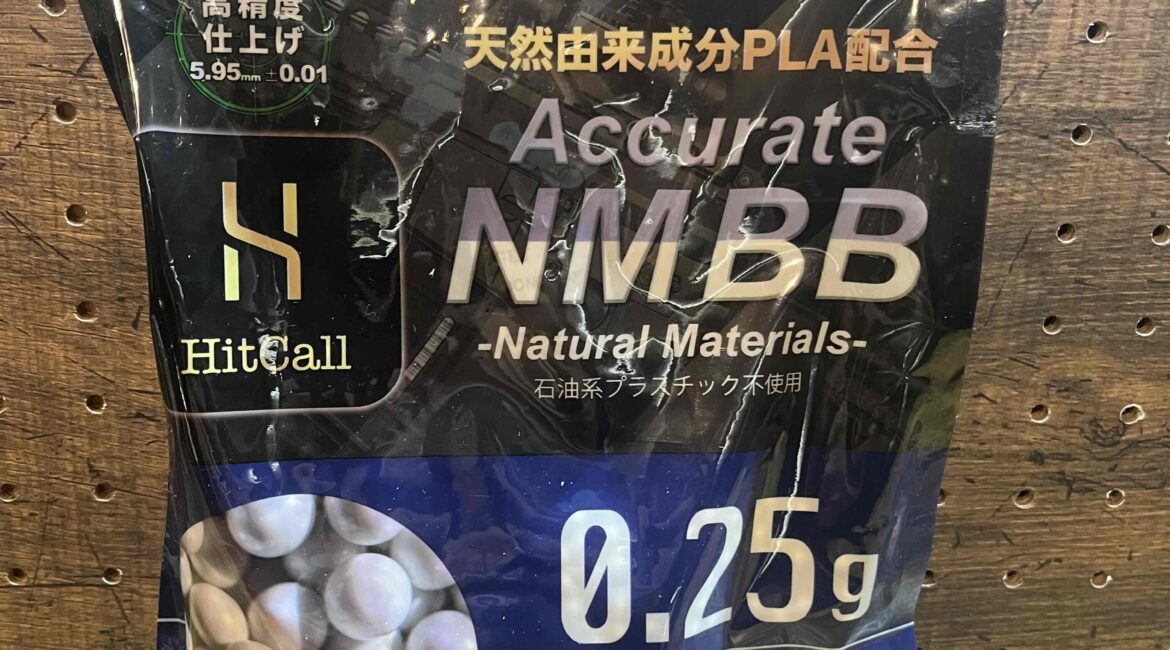 高精度
仕上げ
5.95mm ±0.01
天然由来成分PLA配合
Accurate
NMBB
-Natural Materials-
石油系プラスチック不使用
HitCall
0.25g